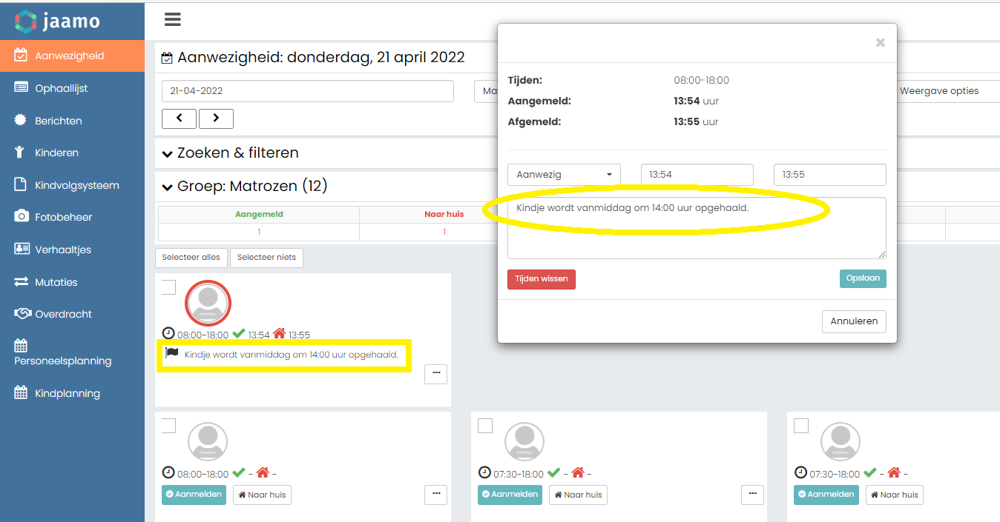 jaamo
Aanwezigheid
Ophaallijst
Berichten
Kinderen
Kindvolgsysteem
Fotobeheer
Verhaaltjes
Mutaties
Overdracht
Personeelsplanning
Kindplanning
Aanwezigheid: donderdag, 21 april 2022
21-04-2022
Ma
Weergave opties
Zoeken & filteren
Groep: Matrozen (12)
Aangemeld Naar huis
1 1
Selecteer alles Selecteer niets
08:00-18:00 13:54 13:55
Kindje wordt vanmiddag om 14:00 uur opgehaald.
...
08:00-18:00 - -
Aanmelden Naar huis ...
07:30-18:00 - -
Aanmelden Naar huis ...
07:30-18:00 - -
Aanmelden Naar huis
×
Tijden: 08:00-18:00
Aangemeld: 13:54 uur
Afgemeld: 13:55 uur
Aanwezig 13:54 13:55
Kindje wordt vanmiddag om 14:00 uur opgehaald.
Tijden wissen Opslaan
Annuleren